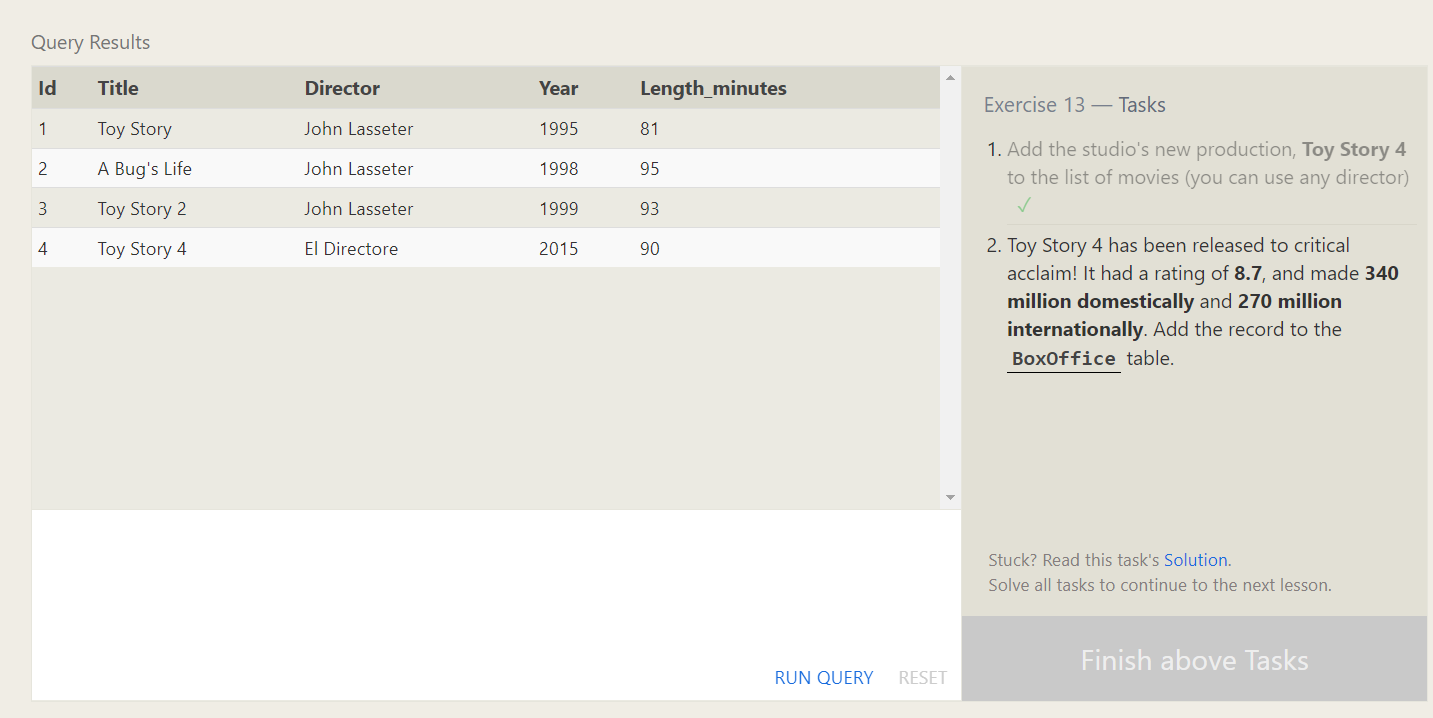 Query Results
Id Title Director Year Length_minutes
1 Toy Story John Lasseter 1995 81
2 A Bug's Life John Lasseter 1998 95
3 Toy Story 2 John Lasseter 1999 93
4 Toy Story 4 El Directore 2015 90
RUN QUERY RESET
Exercise 13 — Tasks
1. Add the studio's new production, Toy Story 4
to the list of movies (you can use any director)
✓
2. Toy Story 4 has been released to critical
acclaim! It had a rating of 8.7, and made 340
million domestically and 270 million
internationally. Add the record to the
BoxOffice table.
Stuck? Read this task's Solution.
Solve all tasks to continue to the next lesson.
Finish above Tasks